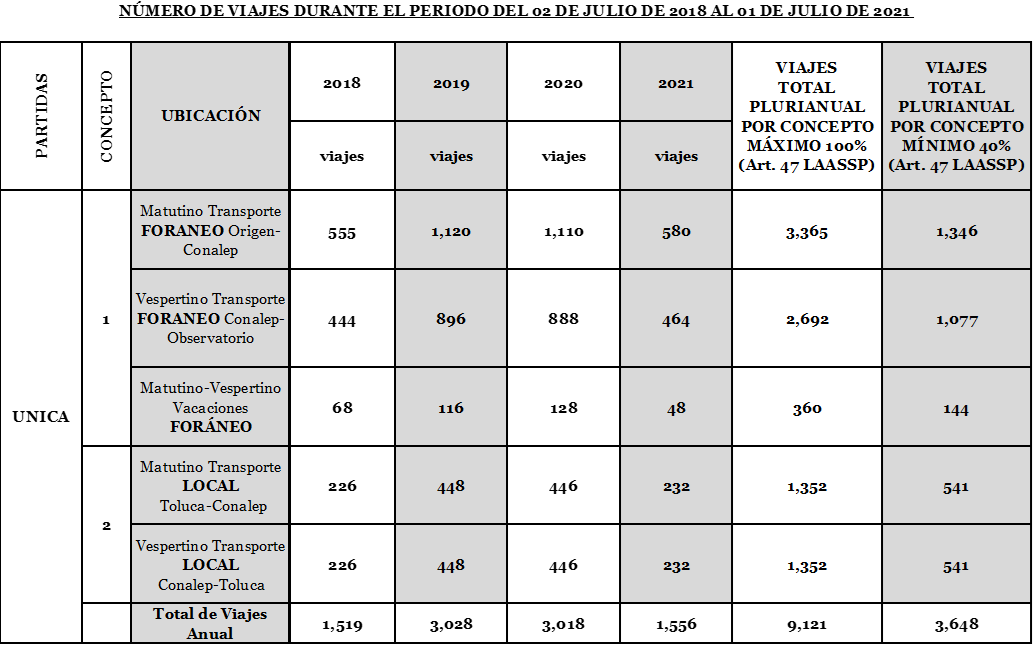 NÚMERO DE VIAJES DURANTE EL PERIODO DEL 02 DE JULIO DE 2018 AL 01 DE JULIO DE 2021
PARTIDAS
CONCEPTO
UBICACIÓN
2018
2019
2020
2021
VIAJES
TOTAL
PLURIANUAL
POR CONCEPTO
MÁXIMO 100%
(Art. 47 LAASSP)
VIAJES
TOTAL
PLURIANUAL
POR CONCEPTO
MÍNIMO 40%
(Art. 47 LAASSP)
viajes
viajes
viajes
viajes
UNICA
1
Matutino Transporte
FORANEO Origen-
Conalep
555
1,120
1,110
580
3,365
1,346
Vespertino Transporte
FORANEO Conalep-
Observatorio
444
896
888
464
2,692
1,077
Matutino-Vespertino
Vacaciones
FORÁNEO
68
116
128
48
360
144
2
Matutino Transporte
LOCAL
Toluca-Conalep
226
448
446
232
1,352
541
Vespertino Transporte
LOCAL
Conalep-Toluca
226
448
446
232
1,352
541
Total de Viajes
Anual
1,519
3,028
3,018
1,556
9,121
3,648